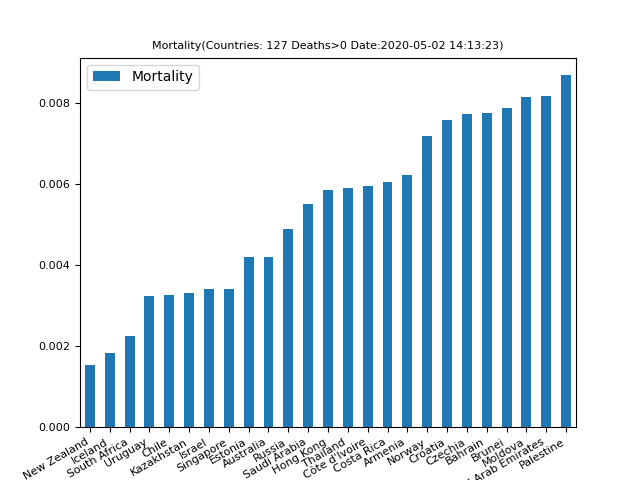 Mortality(Countries: 127 Deaths>0 Date:2020-05-02 14:13:23)
Mortality
0.008
0.006
0.004
0.002
0.000
New Zealand
Iceland
South Africa
Uruguay
Chile
Kazakhstan
Israel
Singapore
Estonia
Australia
Russia
Saudi Arabia
Hong Kong
Thailand
Côte d'Ivoire
Costa Rica
Armenia
Norway
Croatia
Czechia
Bahrain
Brunei
Moldova
Arab Emirates
Palestine